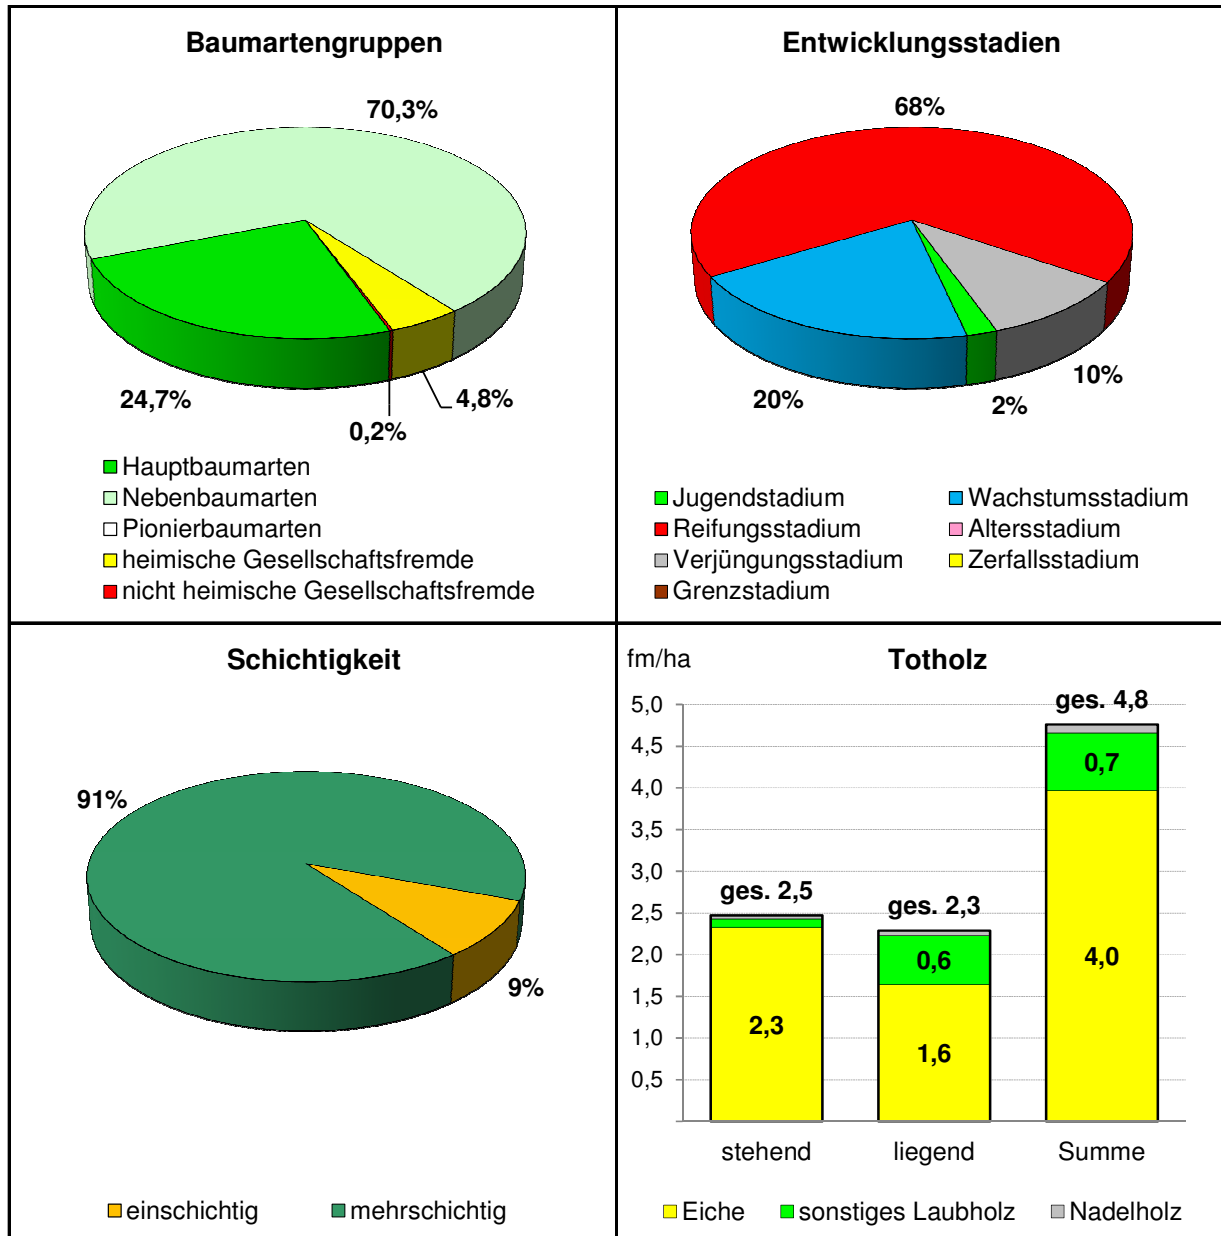 Baumartengruppen
70,3%
24,7%
4,8%
0,2%
Hauptbaumarten
Nebenbaumarten
Pionierbaumarten
heimische Gesellschaftsfremde
nicht heimische Gesellschaftsfremde
Entwicklungsstadien
68%
10%
20%
2%
Jugendstadium
Wachstumsstadium
Reifungsstadium
Altersstadium
Verjüngungsstadium
Zerfallsstadium
Grenzstadium
Schichtigkeit
91%
9%
einschichtig
mehrschichtig
fm/ha
Totholz
5,0
4,5
4,0
3,5
3,0
2,5
2,0
1,5
1,0
0,5
ges. 2,5
2,3
ges. 2,3
0,6
1,6
ges. 4,8
0,7
4,0
stehend
liegend
Summe
Eiche
sonstiges Laubholz
Nadelholz